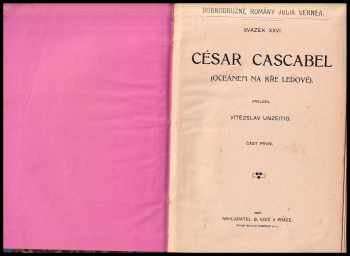 DOBRODRUŽNÉ ROMÁNY JULIA VERNEA.
SVAZEK XXVI.
CÉSAR CASCABEL
(OCEÁNEM NA KŘE LEDOVÉ).
PŘELOŽIL
VÍTĚZSLAV UNZEITIG.
ČÁST PRVNÍ.
NAKLADATEL B. KOČÍ V PRAZE.